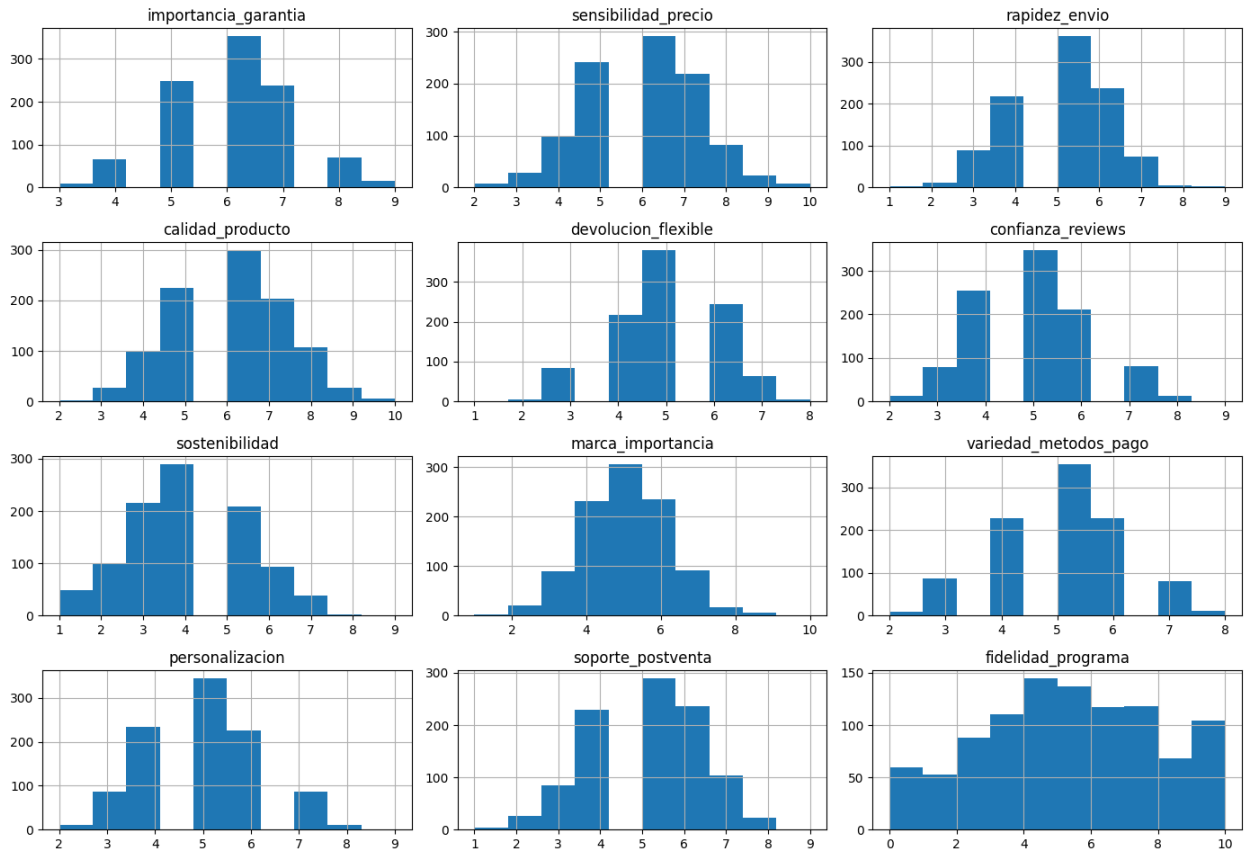 importancia_garantia
300
200
100
0
3 4 5 6 7 8 9
sensibilidad_precio
300
200
100
0
2 3 4 5 6 7 8 9 10
rapidez_envio
300
200
100
0
1 2 3 4 5 6 7 8 9
calidad_producto
300
200
100
0
2 3 4 5 6 7 8 9 10
devolucion_flexible
300
200
100
0
1 2 3 4 5 6 7 8
confianza_reviews
300
200
100
0
2 3 4 5 6 7 8 9
sostenibilidad
300
200
100
0
1 2 3 4 5 6 7 8 9
marca_importancia
300
200
100
0
2 4 6 8 10
variedad_metodos_pago
300
200
100
0
2 3 4 5 6 7 8
personalizacion
300
200
100
0
2 3 4 5 6 7 8 9
soporte_postventa
300
200
100
0
1 2 3 4 5 6 7 8 9
fidelidad_programa
150
100
50
0
0 2 4 6 8 10